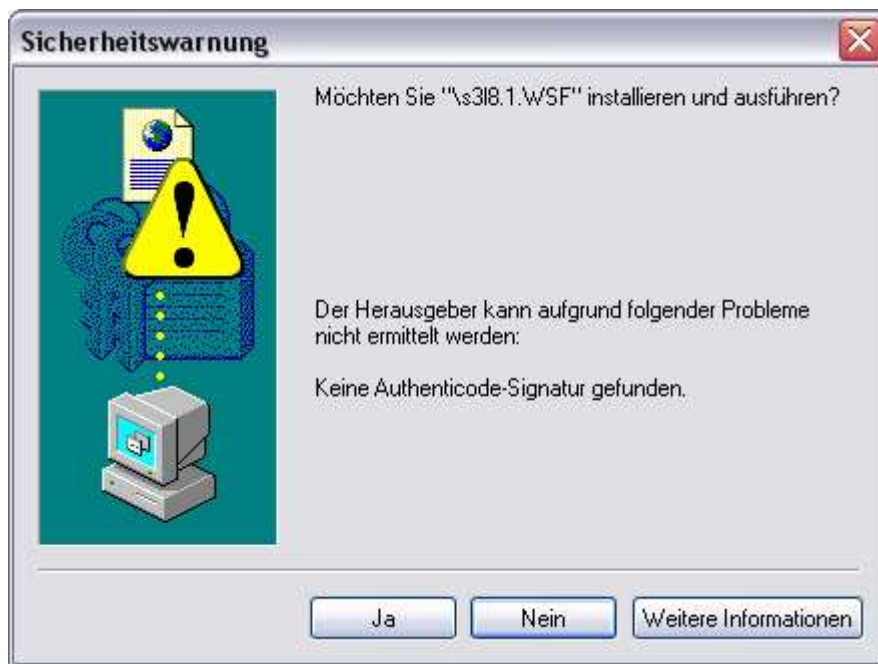 Sicherheitswarnung
Möchten Sie "\s3l8.1.WSF" installieren und ausführen?
Der Herausgeber kann aufgrund folgender Probleme
nicht ermittelt werden:
Keine Authenticode-Signatur gefunden.
Ja
Nein
Weitere Informationen